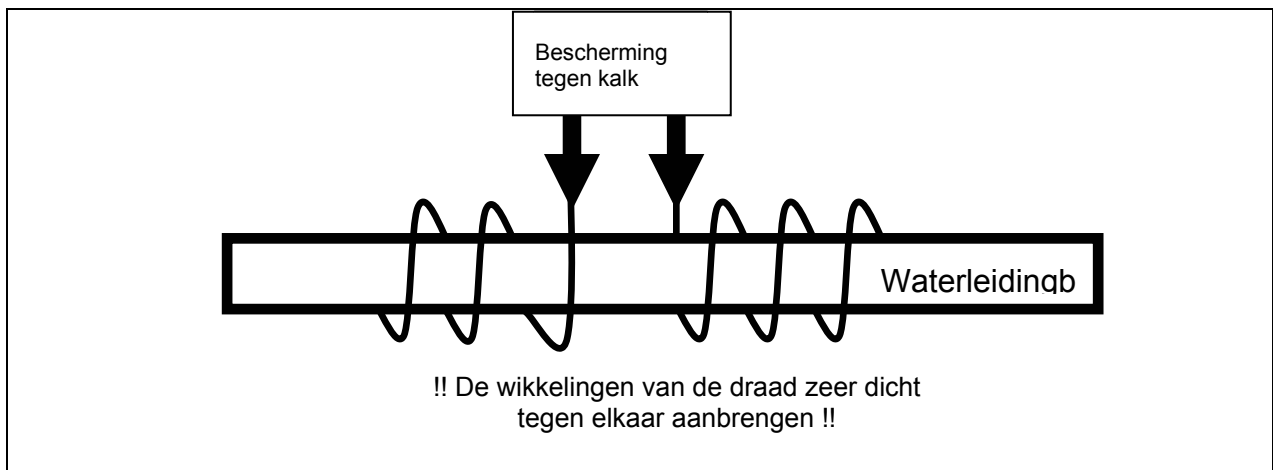 Bescherming
tegen kalk
Waterleidingb
!! De wikkelingen van de draad zeer dicht
tegen elkaar aanbrengen !!